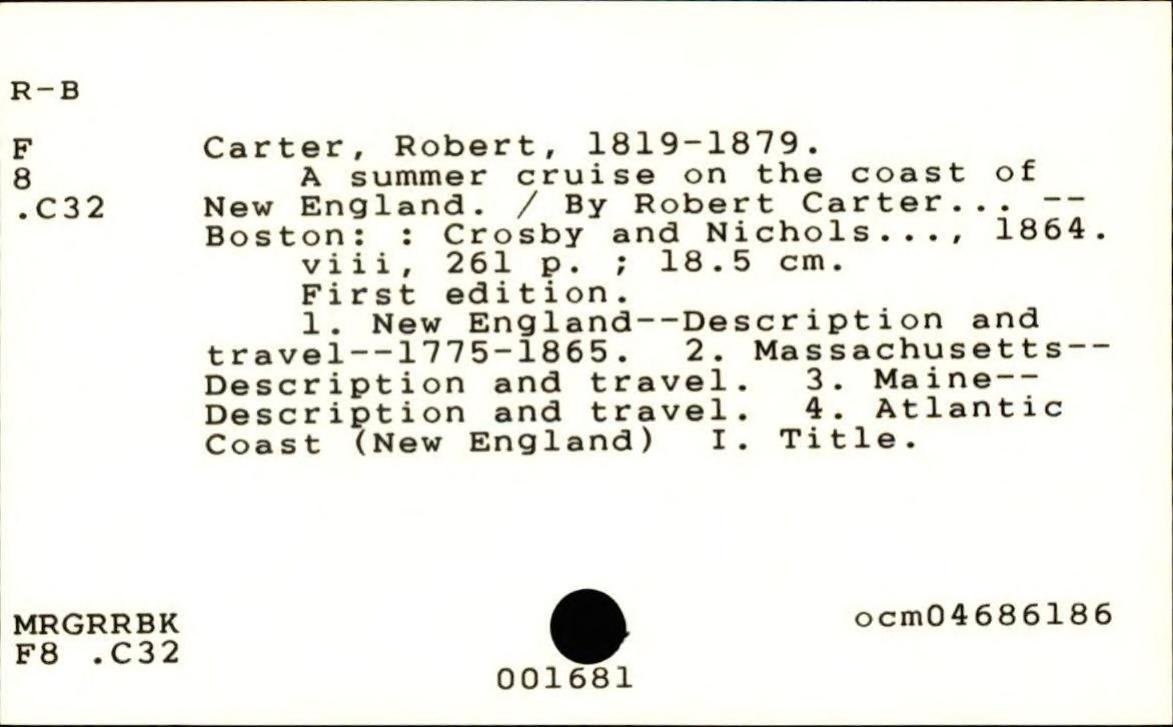 R-B
F Carter, Robert, 1819-1879.
8 A summer cruise on the coast of
.C32 New England. / By Robert Carter... --
Boston: : Crosby and Nichols..., 1864.
viii, 261 p. ; 18.5 cm.
First edition.
1. New England--Description and
travel--1775-1865. 2. Massachusetts--
Description and travel. 3. Maine--
Description and travel. 4. Atlantic
Coast (New England) I. Title.
MRGRRBK ocm04686186
F8 .C32
001681